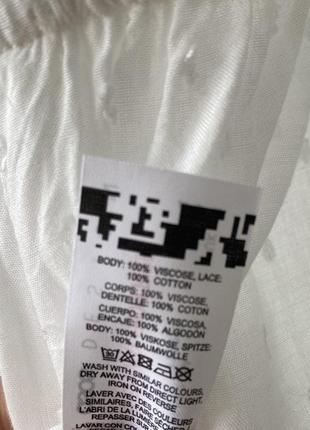 BODY: 100% VISCOSE, LACE:
100% COTTON
CORPS: 100% VISCOSE,
DENTELLE: 100% COTON
CUERPO: 100% VISCOSA,
ENCAJE: 100% ALGODÓN
BODY: 100% VISKOSE, SPITZE:
100% BAUMWOLLE
WASH WITH SIMILAR COLOURS,
DRY AWAY FROM DIRECT LIGHT,
IRON ON REVERSE
LAVER AVEC DES COULEURS
SIMILAIRES, FAIRE SÉCHER À
L'ABRI DE LA LUMIÈRE
REPASSER SUR
LAVAR CON